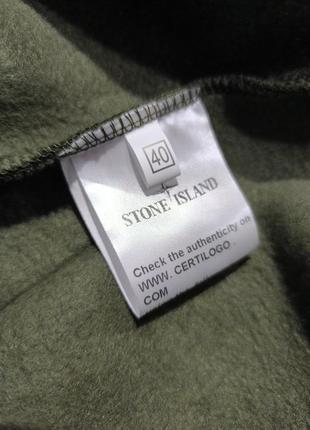 40
STONE ISLAND
Check the authenticity on
WWW. CERTILOGO .
COM